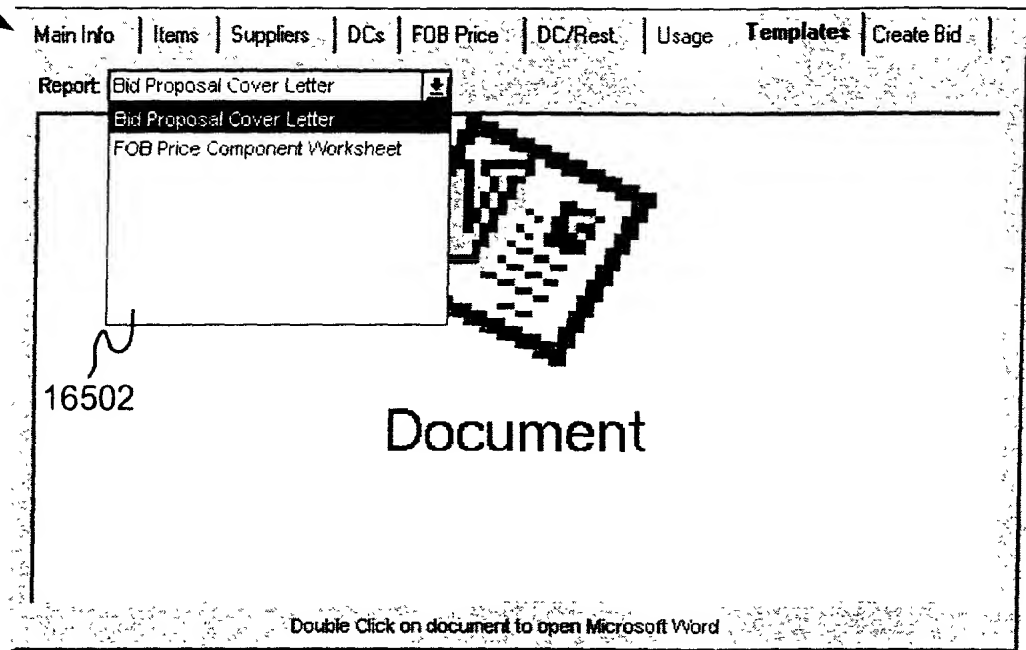 Main Info Items Suppliers DCs FOB Price DC/Rest. Usage Templates Create Bid
Report: Bid Proposal Cover Letter
Bid Proposal Cover Letter
FOB Price Component Worksheet
16502
Document
Double Click on document to open Microsoft Word